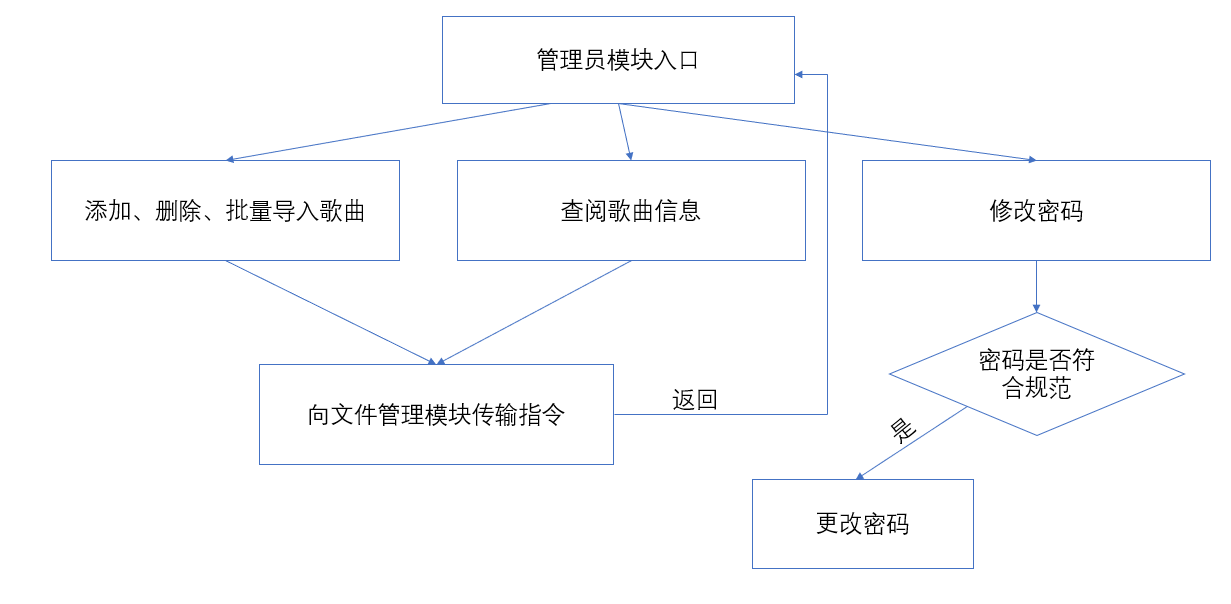 管理员模块入口
添加、删除、批量导入歌曲
查阅歌曲信息
修改密码
密码是否符
合规范
向文件管理模块传输指令
返回
是
更改密码